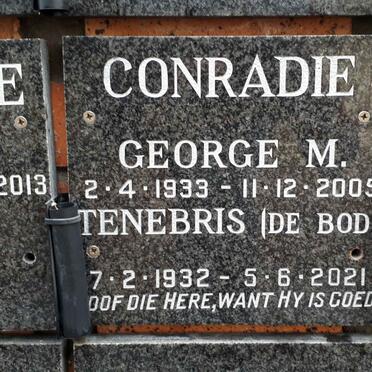 E
CONRADIE
GEORGE M.
2013
2·4·1933 – 11·12·2005
TENEBRIS (DE BOD
7·2·1932 – 5·6·2021
OOF DIE HERE, WANT HY IS GOED